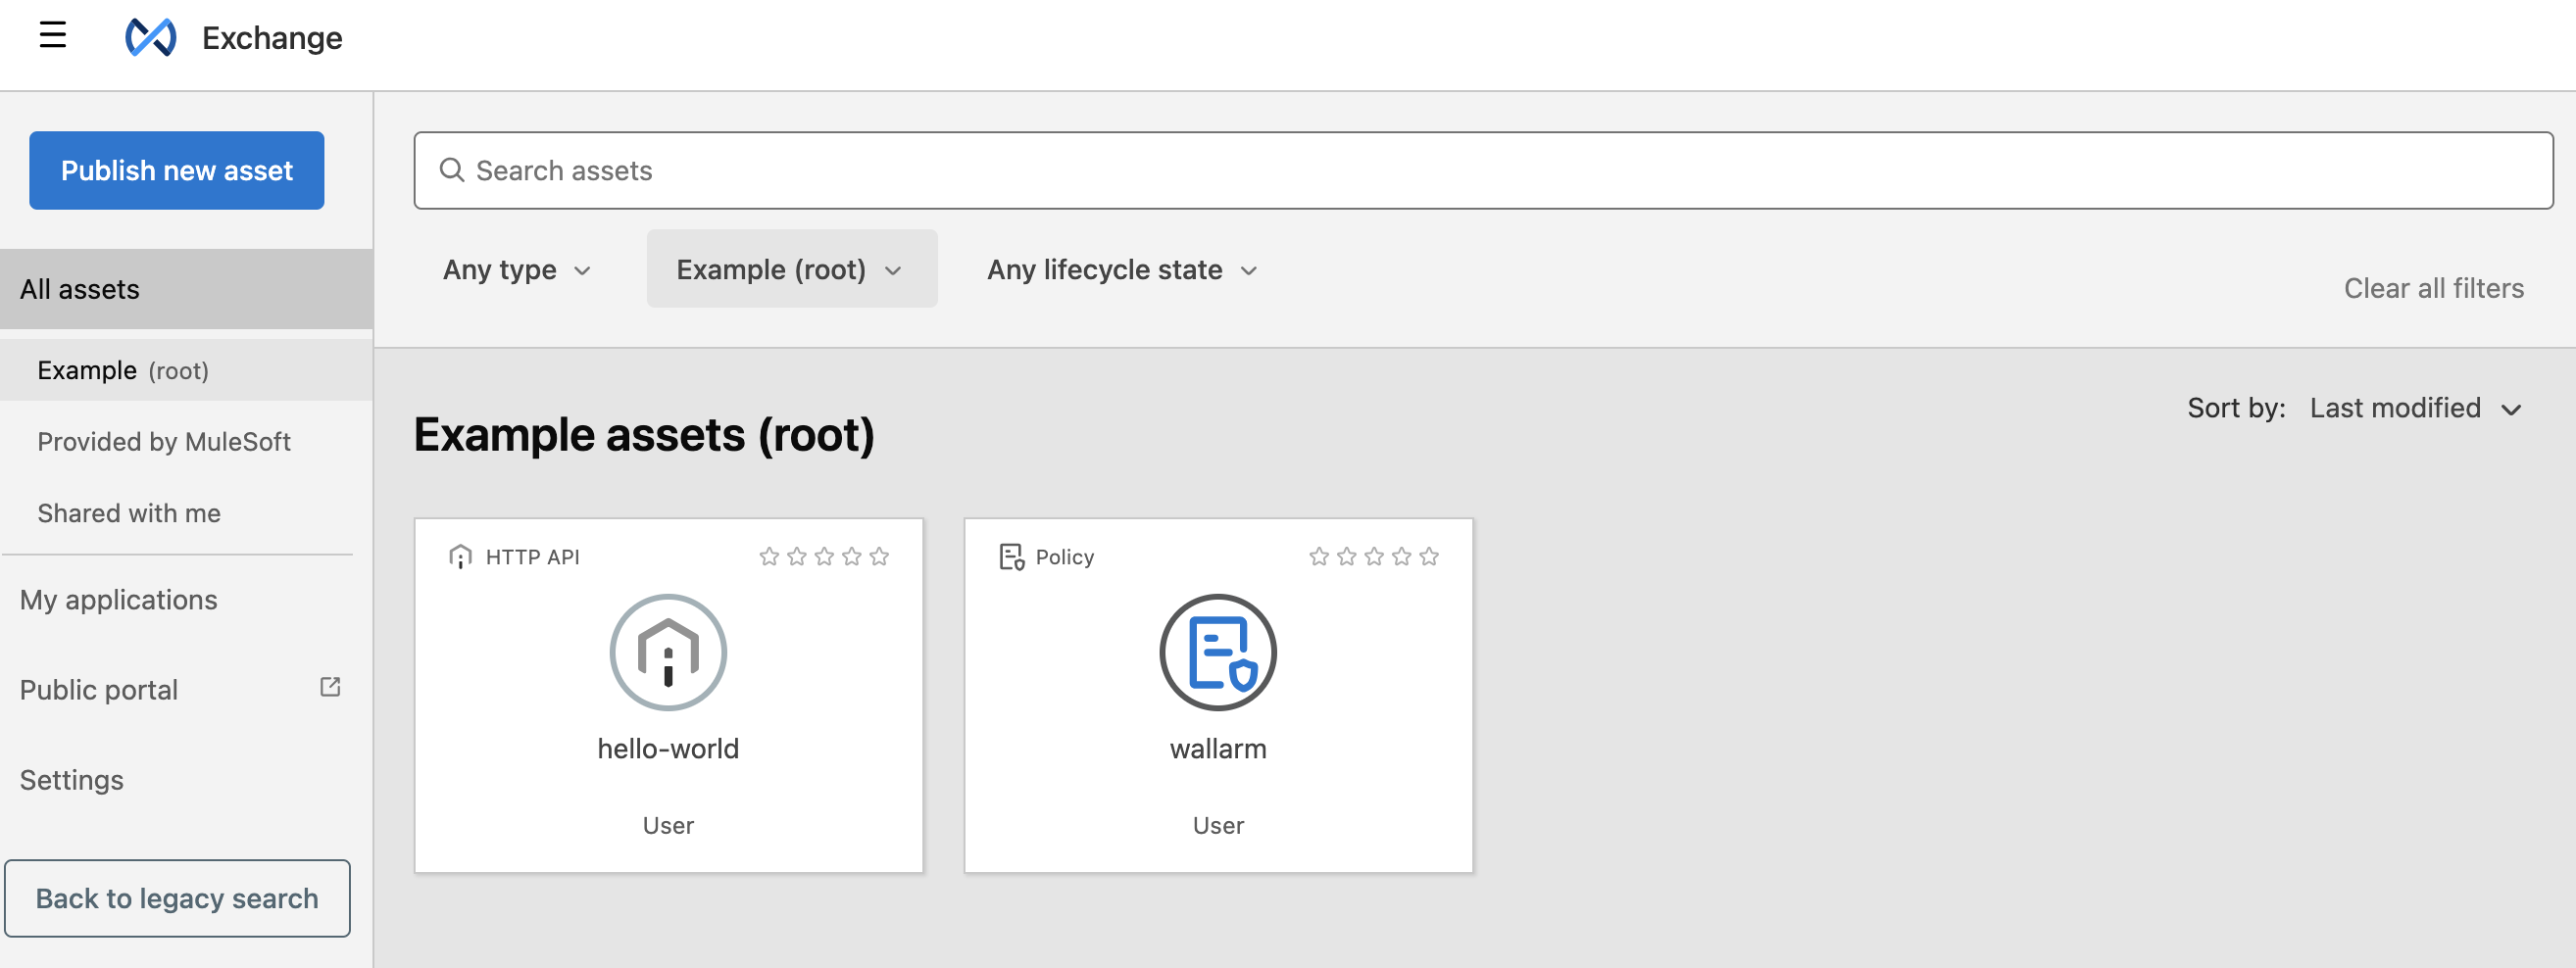 Exchange
Publish new asset
All assets
Example (root)
Provided by MuleSoft
Shared with me
My applications
Public portal
Settings
Back to legacy search
Search assets
Any type
Example (root)
Any lifecycle state
Clear all filters
Example assets (root)
Sort by: Last modified
HTTP API
hello-world
User
Policy
wallarm
User